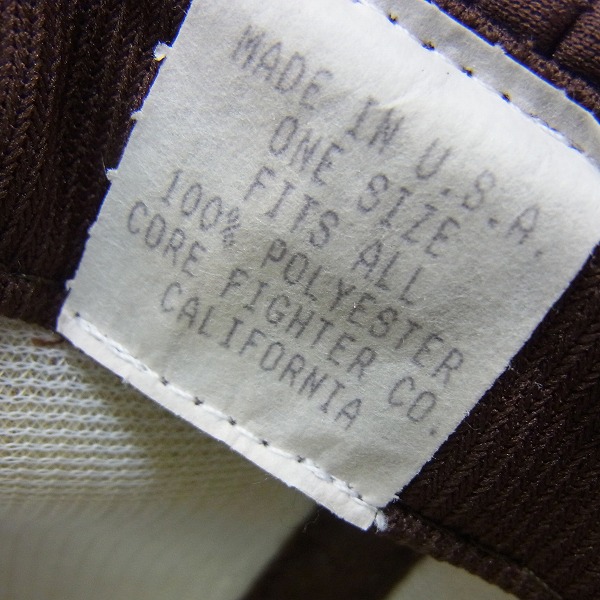 MADE IN U.S.A.
ONE SIZE
FITS ALL
100% POLYESTER
CORE FIGHTER CO.
CALIFORNIA